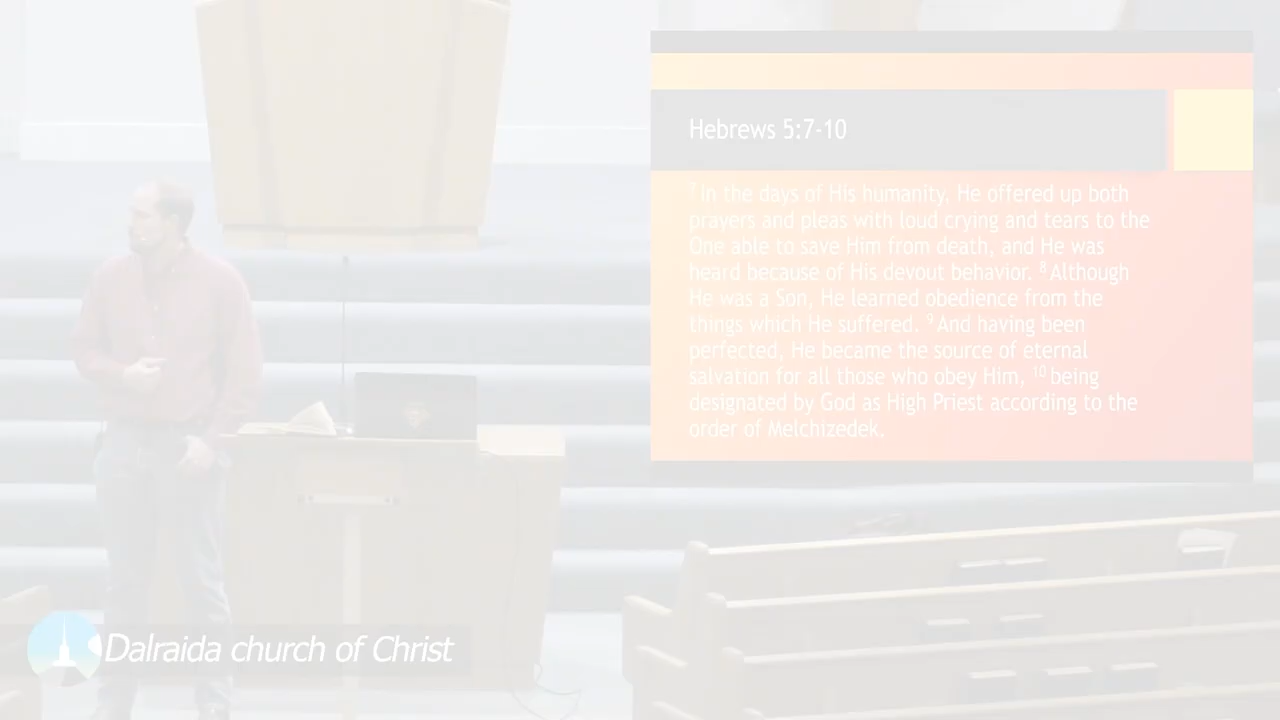 Hebrews 5:7-10
7 In the days of His humanity, He offered up both
prayers and pleas with loud crying and tears to the
One able to save Him from death, and He was
heard because of His devout behavior. 8 Although
He was a Son, He learned obedience from the
things which He suffered. 9 And having been
perfected, He became the source of eternal
salvation for all those who obey Him, 10 being
designated by God as High Priest according to the
order of Melchizedek.
Dalraida church of Christ